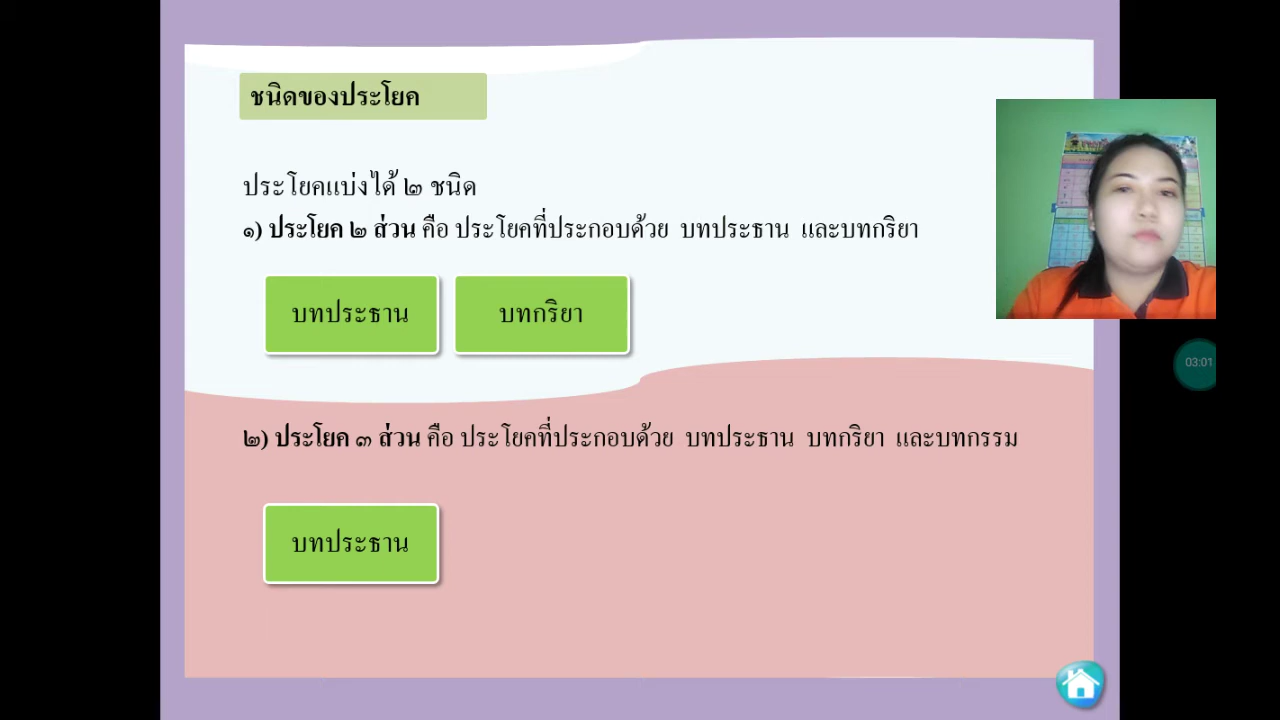 ชนิดของประโยค
ประโยคแบ่งได้ ๒ ชนิด
๑) ประโยค ๒ ส่วน คือ ประโยคที่ประกอบด้วย บทประธาน และบทกริยา
บทประธาน บทกริยา
๒) ประโยค ๓ ส่วน คือ ประโยคที่ประกอบด้วย บทประธาน บทกริยา และบทกรรม
บทประธาน
03:01